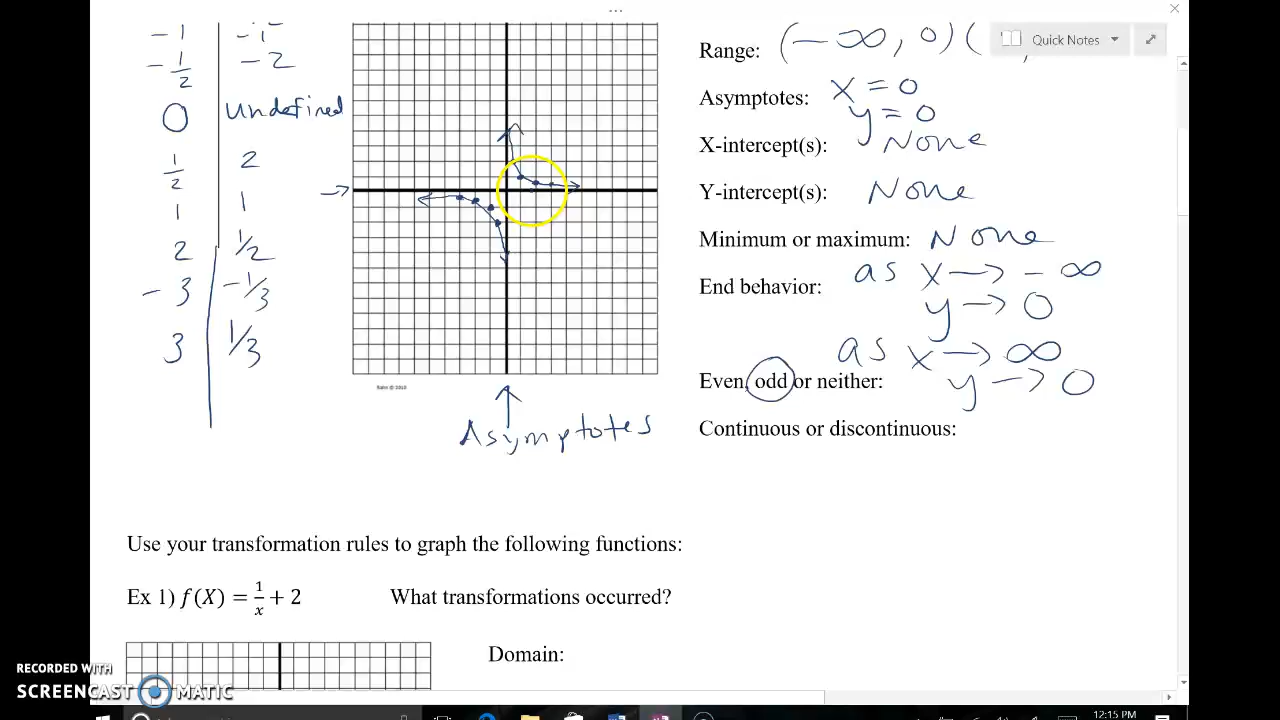 -1 -1
-1/2 -2
0 undefined
1/2 2
1 1
2 1/2
-3 -1/3
3 1/3
Asymptotes
Rahn © 2010
Quick Notes
Range: (-∞, 0) (
Asymptotes: x = 0
y = 0
X-intercept(s): None
Y-intercept(s): None
Minimum or maximum: None
End behavior: as x → -∞
y → 0
as x → ∞
Even, odd or neither: y → 0
Continuous or discontinuous:
Use your transformation rules to graph the following functions:
Ex 1) f(X) = 1/x + 2 What transformations occurred?
Domain:
RECORDED WITH
SCREENCAST MATIC
12:15 PM